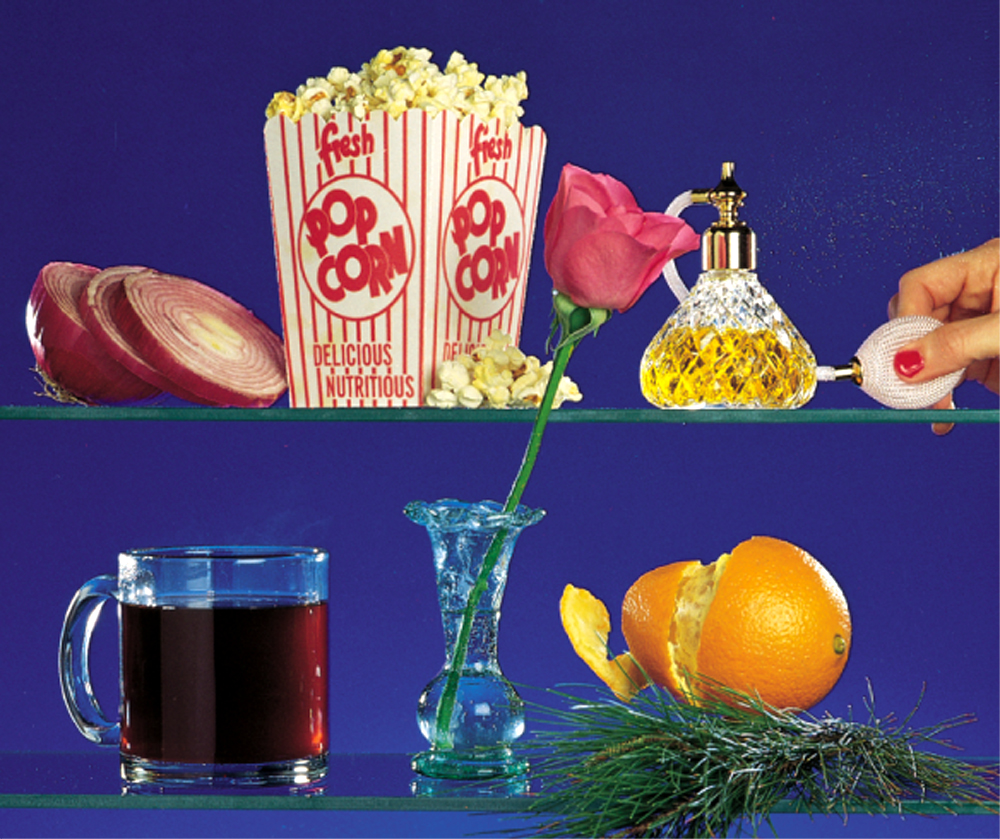 fresh
POP
CORN
DELICIOUS
NUTRITIOUS
fresh
POP
CORN